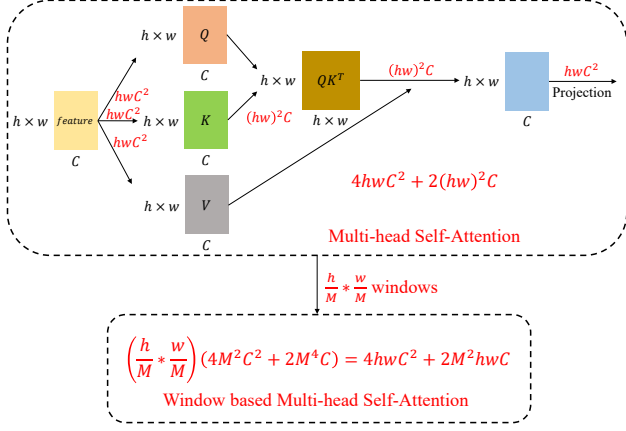 h × w
Q
C
hwC²
hwC²
hwC²
h × w
feature
C
h × w
K
C
(hw)²C
h × w
V
C
h × w
QKᵀ
h × w
(hw)²C
h × w
C
hwC²
Projection
4hwC² + 2(hw)²C
Multi-head Self-Attention
h/M * w/M windows
(h/M * w/M)(4M²C² + 2M⁴C) = 4hwC² + 2M²hwC
Window based Multi-head Self-Attention